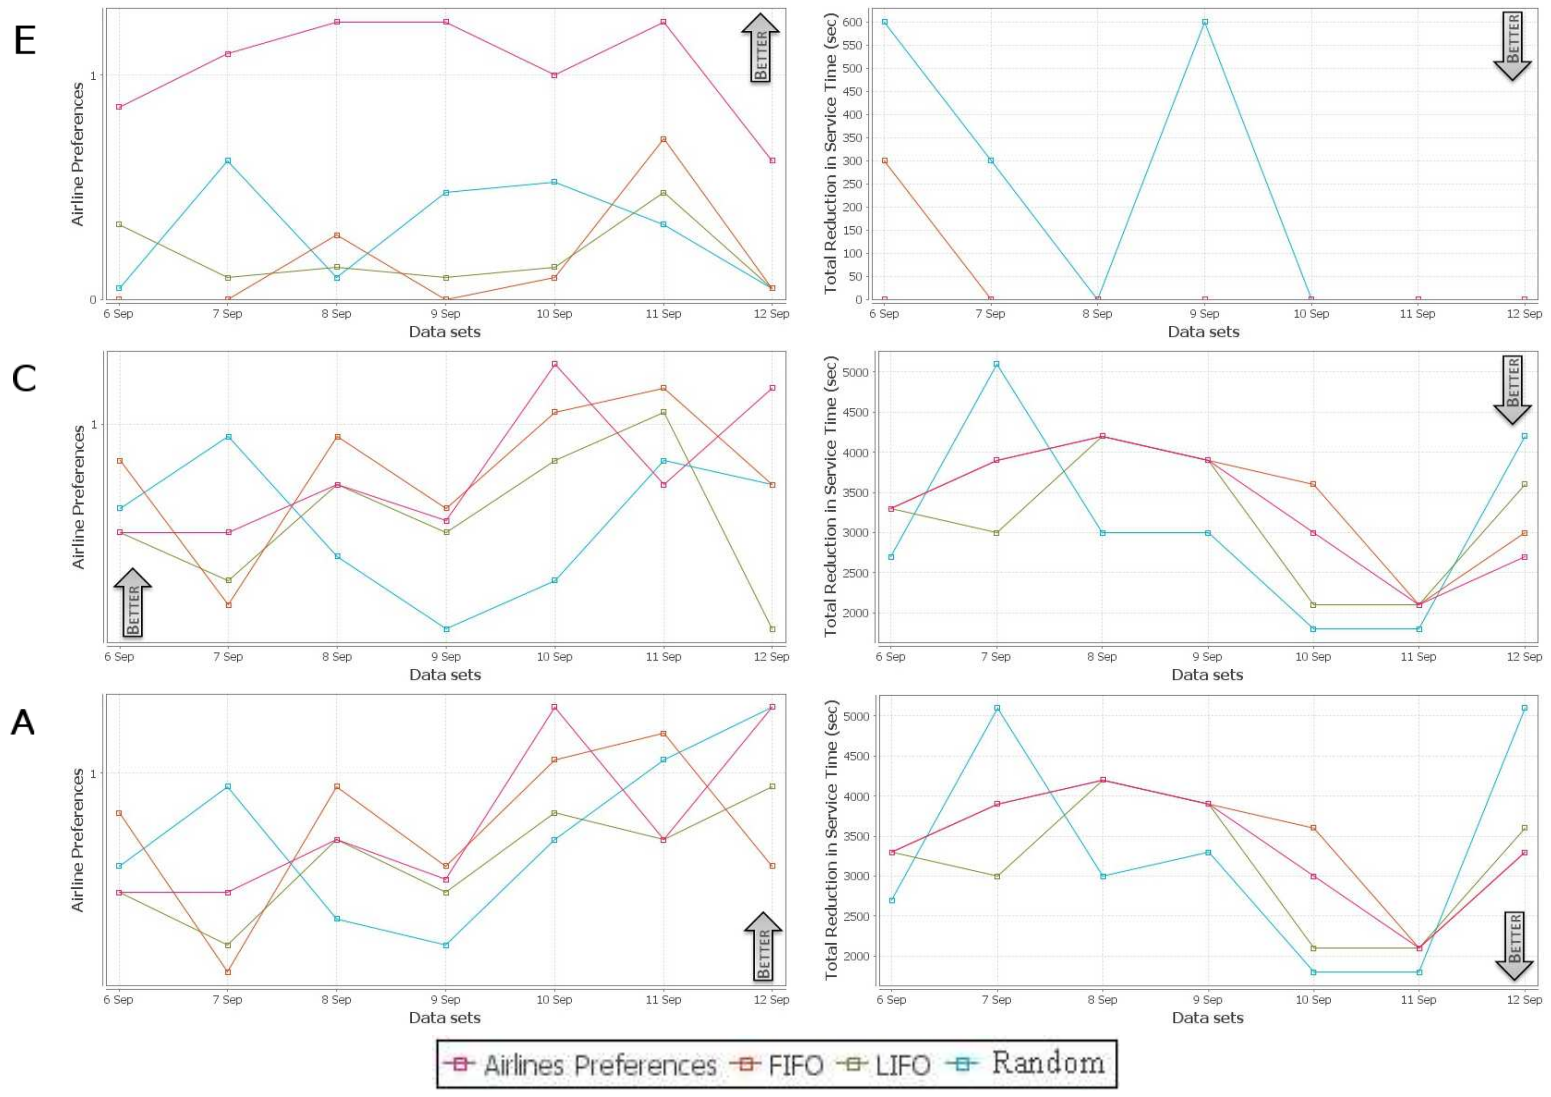 E
Airline Preferences
1
0
BETTER
6 Sep 7 Sep 8 Sep 9 Sep 10 Sep 11 Sep 12 Sep
Data sets
Total Reduction in Service Time (sec)
600
550
500
450
400
350
300
250
200
150
100
50
0
BETTER
6 Sep 7 Sep 8 Sep 9 Sep 10 Sep 11 Sep 12 Sep
Data sets
C
Airline Preferences
1
BETTER
6 Sep 7 Sep 8 Sep 9 Sep 10 Sep 11 Sep 12 Sep
Data sets
Total Reduction in Service Time (sec)
5000
4500
4000
3500
3000
2500
2000
BETTER
6 Sep 7 Sep 8 Sep 9 Sep 10 Sep 11 Sep 12 Sep
Data sets
A
Airline Preferences
1
BETTER
6 Sep 7 Sep 8 Sep 9 Sep 10 Sep 11 Sep 12 Sep
Data sets
Total Reduction in Service Time (sec)
5000
4500
4000
3500
3000
2500
2000
BETTER
6 Sep 7 Sep 8 Sep 9 Sep 10 Sep 11 Sep 12 Sep
Data sets
Airlines Preferences FIFO LIFO Random